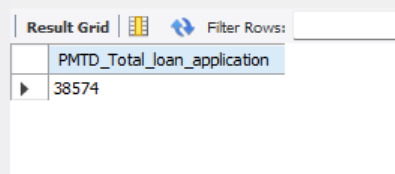 Result Grid Filter Rows:
PMTD_Total_loan_application
38574